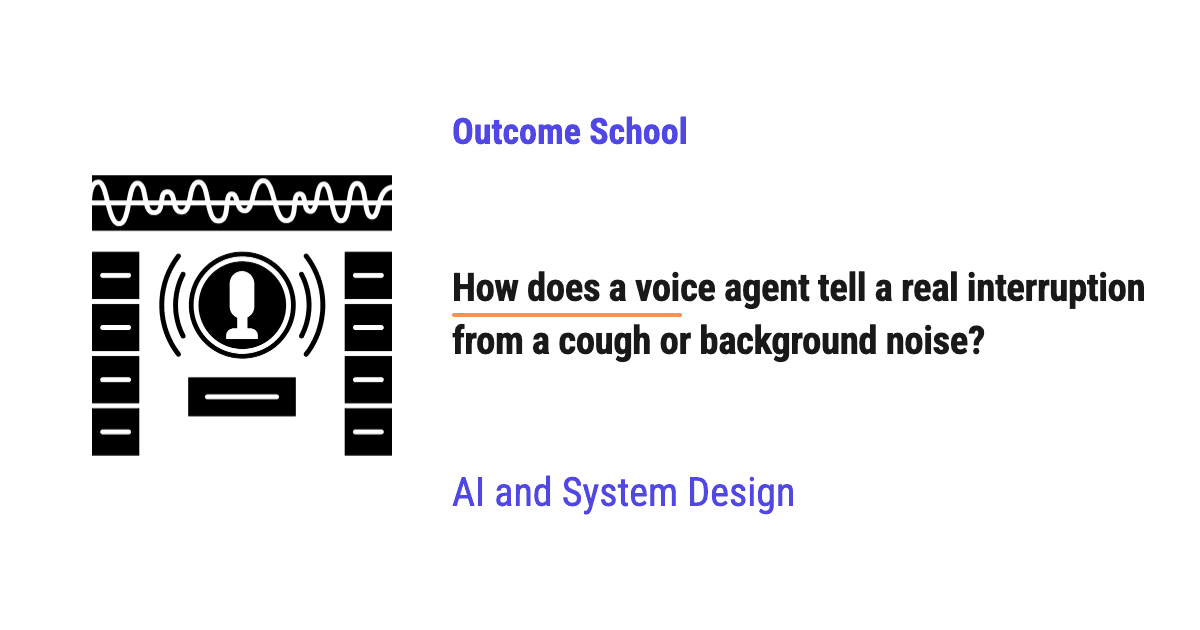 Outcome School
How does a voice agent tell a real interruption
from a cough or background noise?
AI and System Design